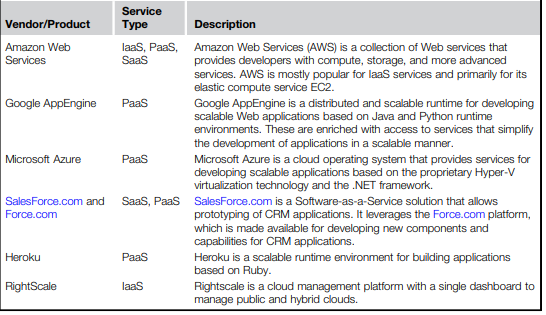 Vendor/Product Service Type Description
Amazon Web Services IaaS, PaaS, SaaS Amazon Web Services (AWS) is a collection of Web services that
provides developers with compute, storage, and more advanced
services. AWS is mostly popular for IaaS services and primarily for its
elastic compute service EC2.
Google AppEngine PaaS Google AppEngine is a distributed and scalable runtime for developing
scalable Web applications based on Java and Python runtime
environments. These are enriched with access to services that simplify
the development of applications in a scalable manner.
Microsoft Azure PaaS Microsoft Azure is a cloud operating system that provides services for
developing scalable applications based on the proprietary Hyper-V
virtualization technology and the .NET framework.
SalesForce.com and Force.com SaaS, PaaS SalesForce.com is a Software-as-a-Service solution that allows
prototyping of CRM applications. It leverages the Force.com platform,
which is made available for developing new components and
capabilities for CRM applications.
Heroku PaaS Heroku is a scalable runtime environment for building applications
based on Ruby.
RightScale IaaS Rightscale is a cloud management platform with a single dashboard to
manage public and hybrid clouds.